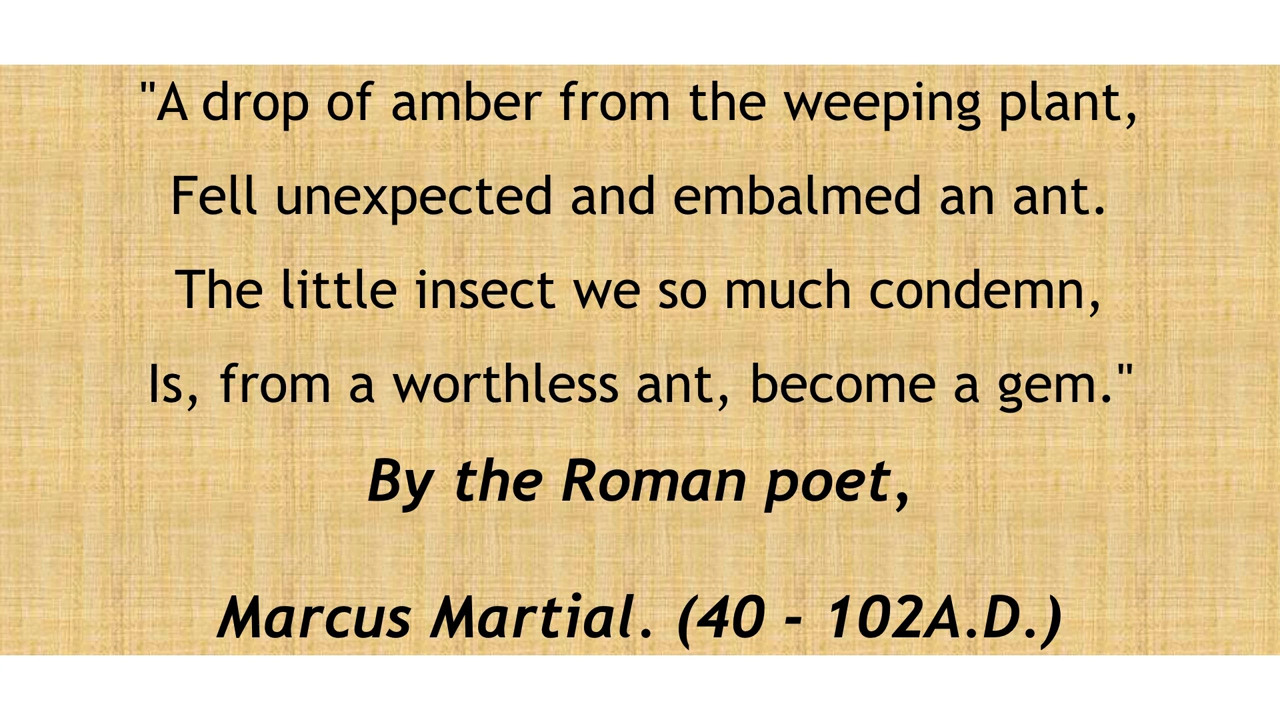 "A drop of amber from the weeping plant,
Fell unexpected and embalmed an ant.
The little insect we so much condemn,
Is, from a worthless ant, become a gem."
By the Roman poet,
Marcus Martial. (40 - 102A.D.)